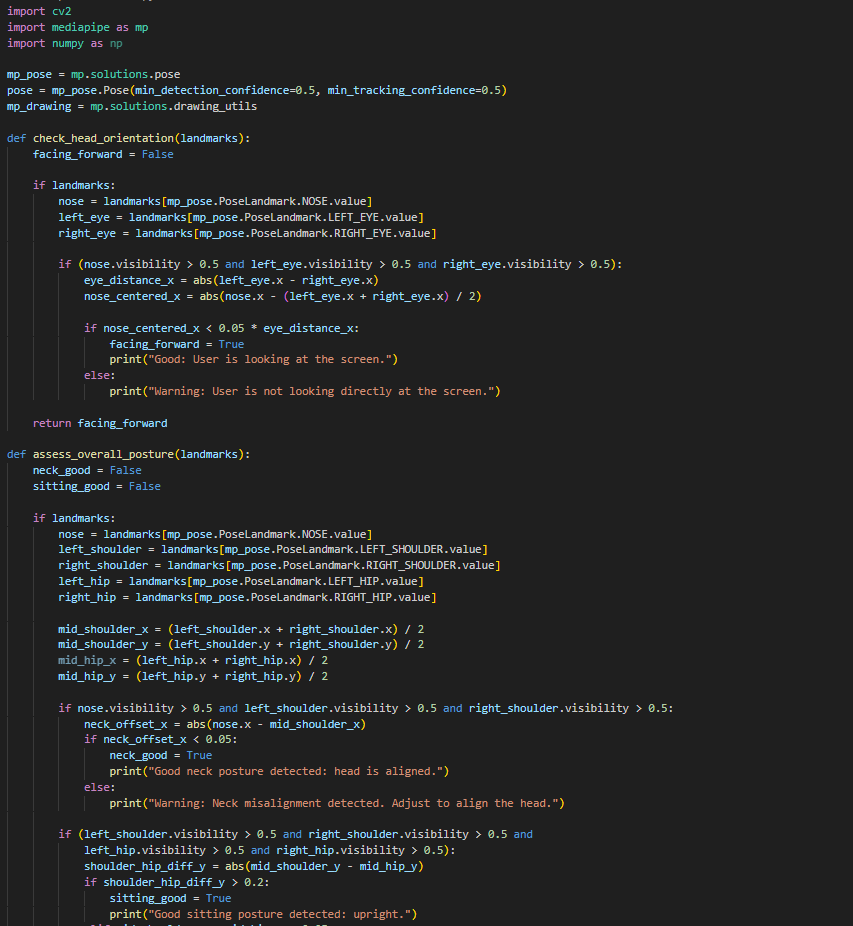 import cv2
import mediapipe as mp
import numpy as np
mp_pose = mp.solutions.pose
pose = mp_pose.Pose(min_detection_confidence=0.5, min_tracking_confidence=0.5)
mp_drawing = mp.solutions.drawing_utils
def check_head_orientation(landmarks):
    facing_forward = False
    if landmarks:
        nose = landmarks[mp_pose.PoseLandmark.NOSE.value]
        left_eye = landmarks[mp_pose.PoseLandmark.LEFT_EYE.value]
        right_eye = landmarks[mp_pose.PoseLandmark.RIGHT_EYE.value]
        if (nose.visibility > 0.5 and left_eye.visibility > 0.5 and right_eye.visibility > 0.5):
            eye_distance_x = abs(left_eye.x - right_eye.x)
            nose_centered_x = abs(nose.x - (left_eye.x + right_eye.x) / 2)
            if nose_centered_x < 0.05 * eye_distance_x:
                facing_forward = True
                print("Good: User is looking at the screen.")
            else:
                print("Warning: User is not looking directly at the screen.")
    return facing_forward
def assess_overall_posture(landmarks):
    neck_good = False
    sitting_good = False
    if landmarks:
        nose = landmarks[mp_pose.PoseLandmark.NOSE.value]
        left_shoulder = landmarks[mp_pose.PoseLandmark.LEFT_SHOULDER.value]
        right_shoulder = landmarks[mp_pose.PoseLandmark.RIGHT_SHOULDER.value]
        left_hip = landmarks[mp_pose.PoseLandmark.LEFT_HIP.value]
        right_hip = landmarks[mp_pose.PoseLandmark.RIGHT_HIP.value]
        mid_shoulder_x = (left_shoulder.x + right_shoulder.x) / 2
        mid_shoulder_y = (left_shoulder.y + right_shoulder.y) / 2
        mid_hip_x = (left_hip.x + right_hip.x) / 2
        mid_hip_y = (left_hip.y + right_hip.y) / 2
        if nose.visibility > 0.5 and left_shoulder.visibility > 0.5 and right_shoulder.visibility > 0.5:
            neck_offset_x = abs(nose.x - mid_shoulder_x)
            if neck_offset_x < 0.05:
                neck_good = True
                print("Good neck posture detected: head is aligned.")
            else:
                print("Warning: Neck misalignment detected. Adjust to align the head.")
        if (left_shoulder.visibility > 0.5 and right_shoulder.visibility > 0.5 and
            left_hip.visibility > 0.5 and right_hip.visibility > 0.5):
            shoulder_hip_diff_y = abs(mid_shoulder_y - mid_hip_y)
            if shoulder_hip_diff_y > 0.2:
                sitting_good = True
                print("Good sitting posture detected: upright.")